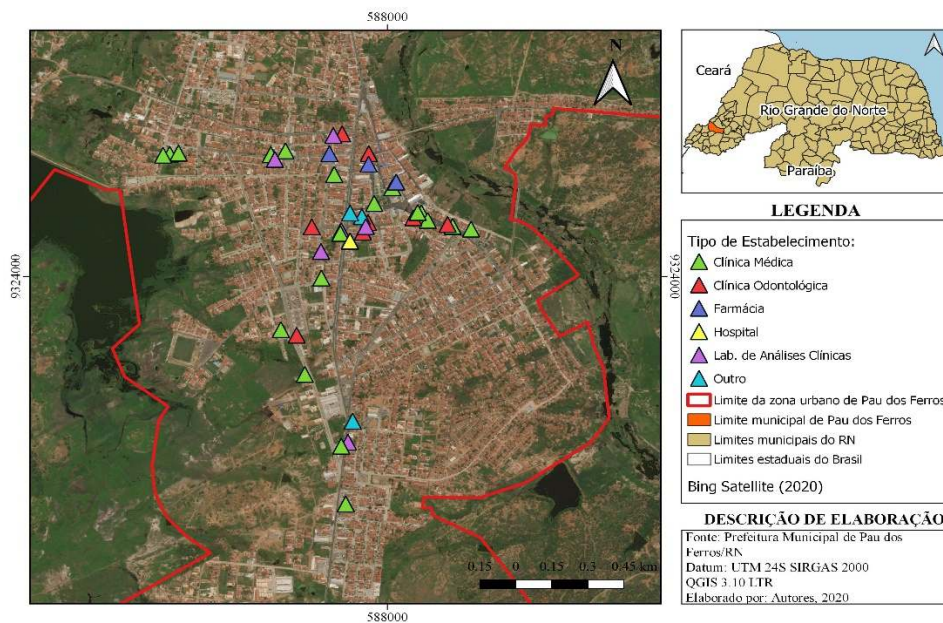 588000
N
9324000
9324000
0.15 0 0.15 0.3 0.45 km
588000
Ceará
Rio Grande do Norte
Paraíba
LEGENDA
Tipo de Estabelecimento:
Clínica Médica
Clínica Odontológica
Farmácia
Hospital
Lab. de Análises Clínicas
Outro
Limite da zona urbano de Pau dos Ferros
Limite municipal de Pau dos Ferros
Limites municipais do RN
Limites estaduais do Brasil
Bing Satellite (2020)
DESCRIÇÃO DE ELABORAÇÃO
Fonte: Prefeitura Municipal de Pau dos
Ferros/RN
Datum: UTM 24S SIRGAS 2000
QGIS 3.10 LTR
Elaborado por: Autores, 2020